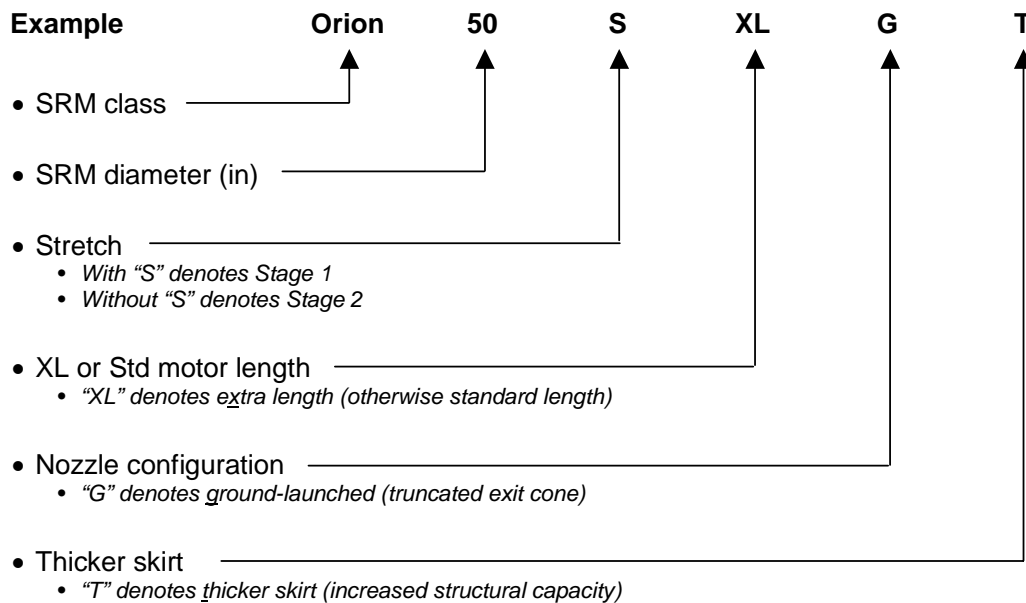 Example Orion 50 S XL G T
• SRM class
• SRM diameter (in)
• Stretch
• With “S” denotes Stage 1
• Without “S” denotes Stage 2
• XL or Std motor length
• “XL” denotes extra length (otherwise standard length)
• Nozzle configuration
• “G” denotes ground-launched (truncated exit cone)
• Thicker skirt
• “T” denotes thicker skirt (increased structural capacity)